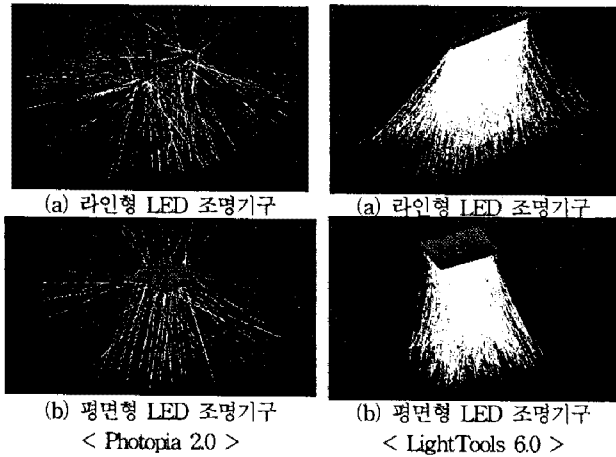 (a) 라인형 LED 조명기구
(a) 라인형 LED 조명기구
(b) 평면형 LED 조명기구
(b) 평면형 LED 조명기구
< Photopia 2.0 >
< LightTools 6.0 >